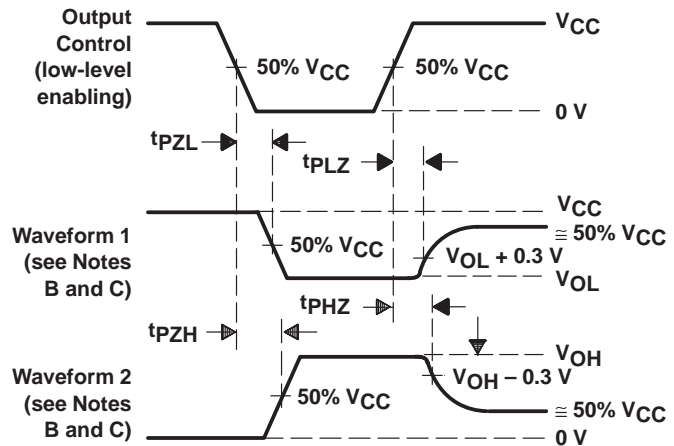 Output
Control
(low-level
enabling)
50% VCC
50% VCC
VCC
0 V
tPZL
tPLZ
Waveform 1
(see Notes
B and C)
50% VCC
VCC
≅ 50% VCC
VOL + 0.3 V
VOL
tPHZ
tPZH
Waveform 2
(see Notes
B and C)
50% VCC
VOH
VOH – 0.3 V
≅ 50% VCC
0 V